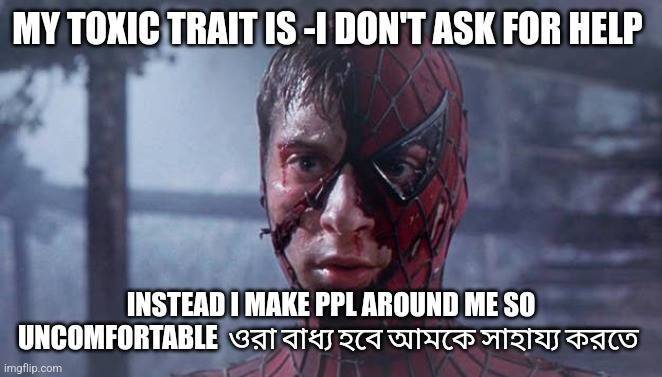 MY TOXIC TRAIT IS -I DON'T ASK FOR HELP
INSTEAD I MAKE PPL AROUND ME SO
UNCOMFORTABLE ওরা বাধ্য হবে আমকে সাহায্য করতে
imgflip.com